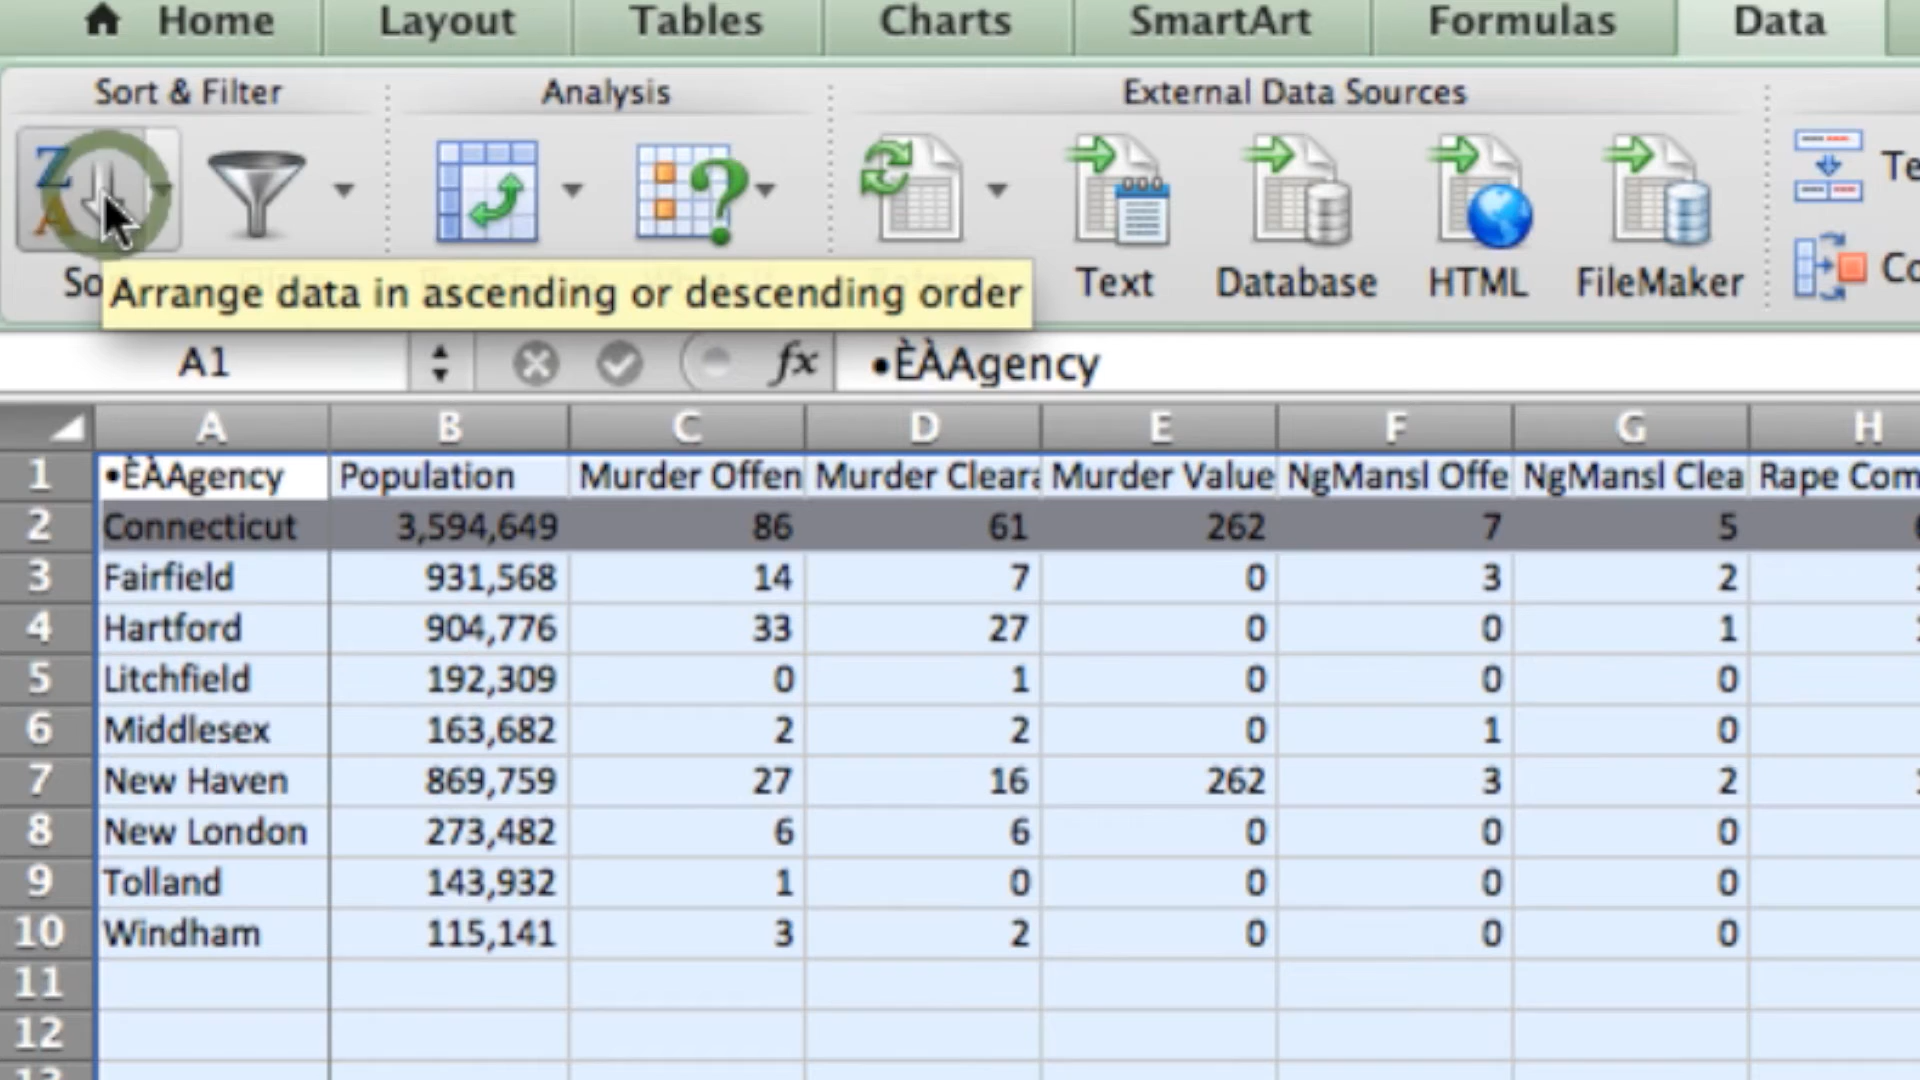 Home Layout Tables Charts SmartArt Formulas Data
Sort & Filter Analysis External Data Sources
Z
A
?
So Text Database HTML FileMaker
Arrange data in ascending or descending order
Te
Co
A1 fx •ÈÀAgency
A B C D E F G H
1 •ÈÀAgency Population Murder Offen Murder Cleara Murder Value NgMansl Offe NgMansl Clea Rape Com
2 Connecticut 3,594,649 86 61 262 7 5
3 Fairfield 931,568 14 7 0 3 2
4 Hartford 904,776 33 27 0 0 1
5 Litchfield 192,309 0 1 0 0 0
6 Middlesex 163,682 2 2 0 1 0
7 New Haven 869,759 27 16 262 3 2
8 New London 273,482 6 6 0 0 0
9 Tolland 143,932 1 0 0 0 0
10 Windham 115,141 3 2 0 0 0
11
12
13